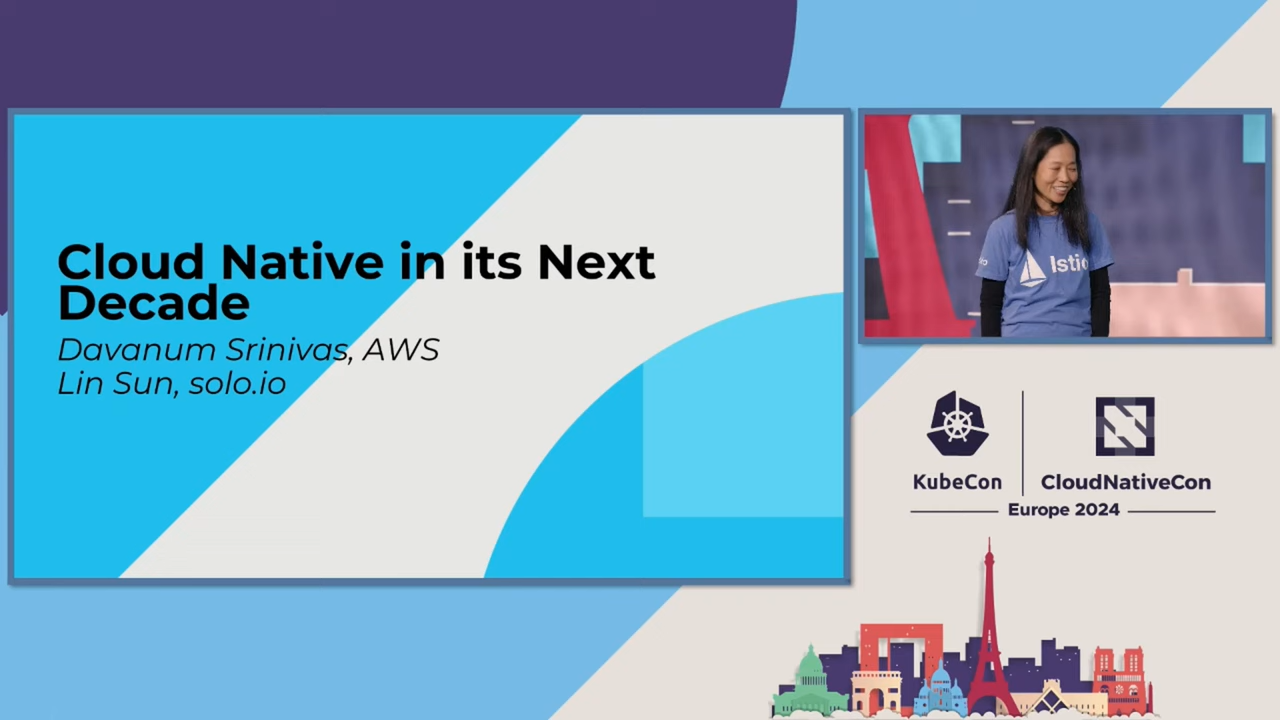 Cloud Native in its Next
Decade
Davanum Srinivas, AWS
Lin Sun, solo.io
Istio
KubeCon
CloudNativeCon
Europe 2024